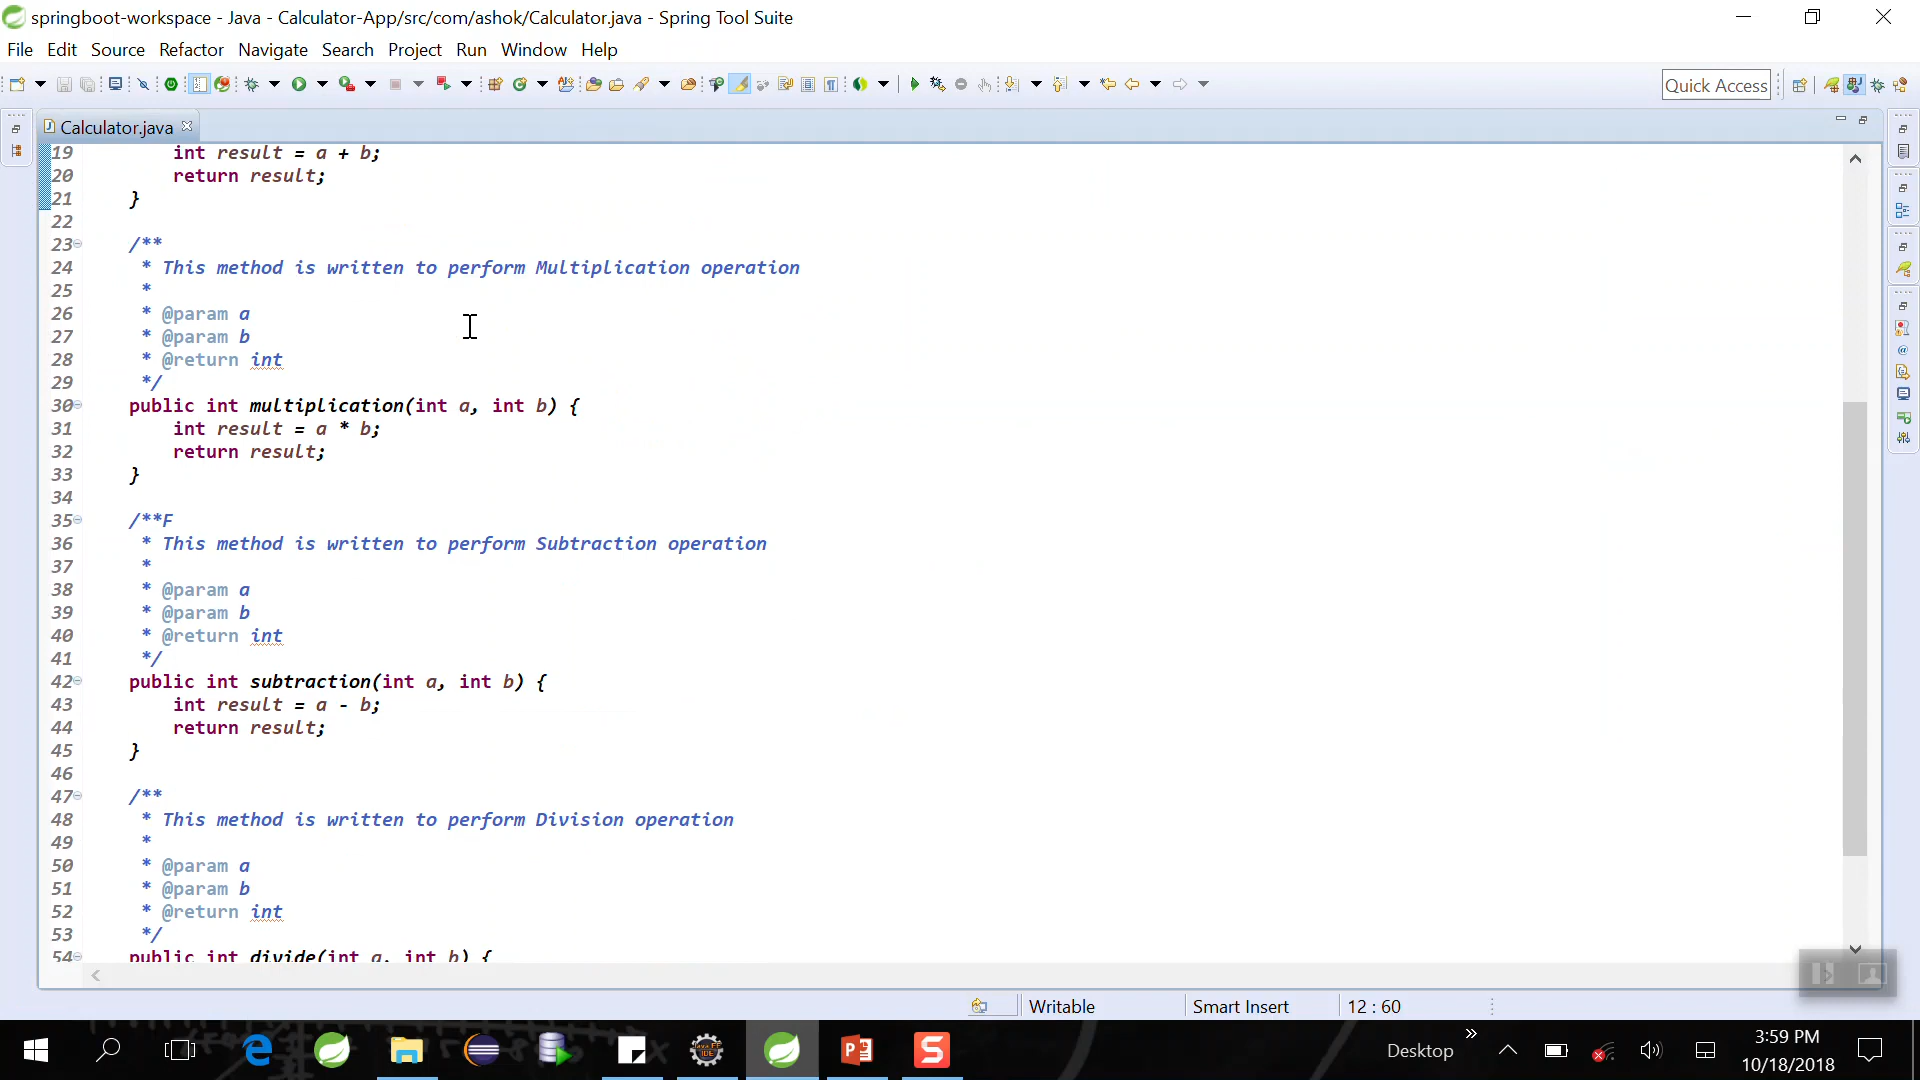 springboot-workspace - Java - Calculator-App/src/com/ashok/Calculator.java - Spring Tool Suite
File Edit Source Refactor Navigate Search Project Run Window Help
Quick Access
Calculator.java
19 int result = a + b;
20 return result;
21 }
22
23 /**
24 * This method is written to perform Multiplication operation
25 *
26 * @param a
27 * @param b
28 * @return int
29 */
30 public int multiplication(int a, int b) {
31 int result = a * b;
32 return result;
33 }
34
35 /**F
36 * This method is written to perform Subtraction operation
37 *
38 * @param a
39 * @param b
40 * @return int
41 */
42 public int subtraction(int a, int b) {
43 int result = a - b;
44 return result;
45 }
46
47 /**
48 * This method is written to perform Division operation
49 *
50 * @param a
51 * @param b
52 * @return int
53 */
54 public int divide(int a, int b) {
Writable Smart Insert 12 : 60
Desktop
3:59 PM
10/18/2018